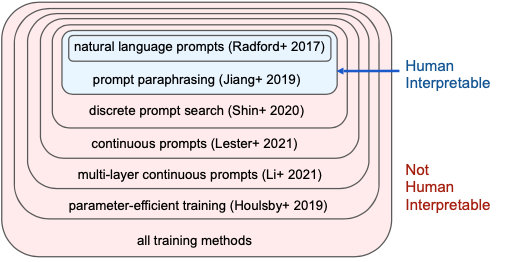 natural language prompts (Radford+ 2017)
prompt paraphrasing (Jiang+ 2019)
discrete prompt search (Shin+ 2020)
continuous prompts (Lester+ 2021)
multi-layer continuous prompts (Li+ 2021)
parameter-efficient training (Houlsby+ 2019)
all training methods
Human
Interpretable
Not
Human
Interpretable